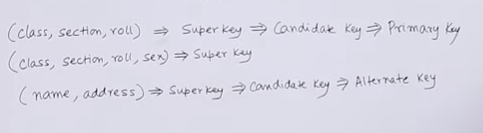 (class, section, roll) ⇒ Super key ⇒ Candidate Key ⇒ Primary Key
(class, section, roll, sex) ⇒ Super Key
(name, address) ⇒ Super key ⇒ Candidate Key ⇒ Alternate Key